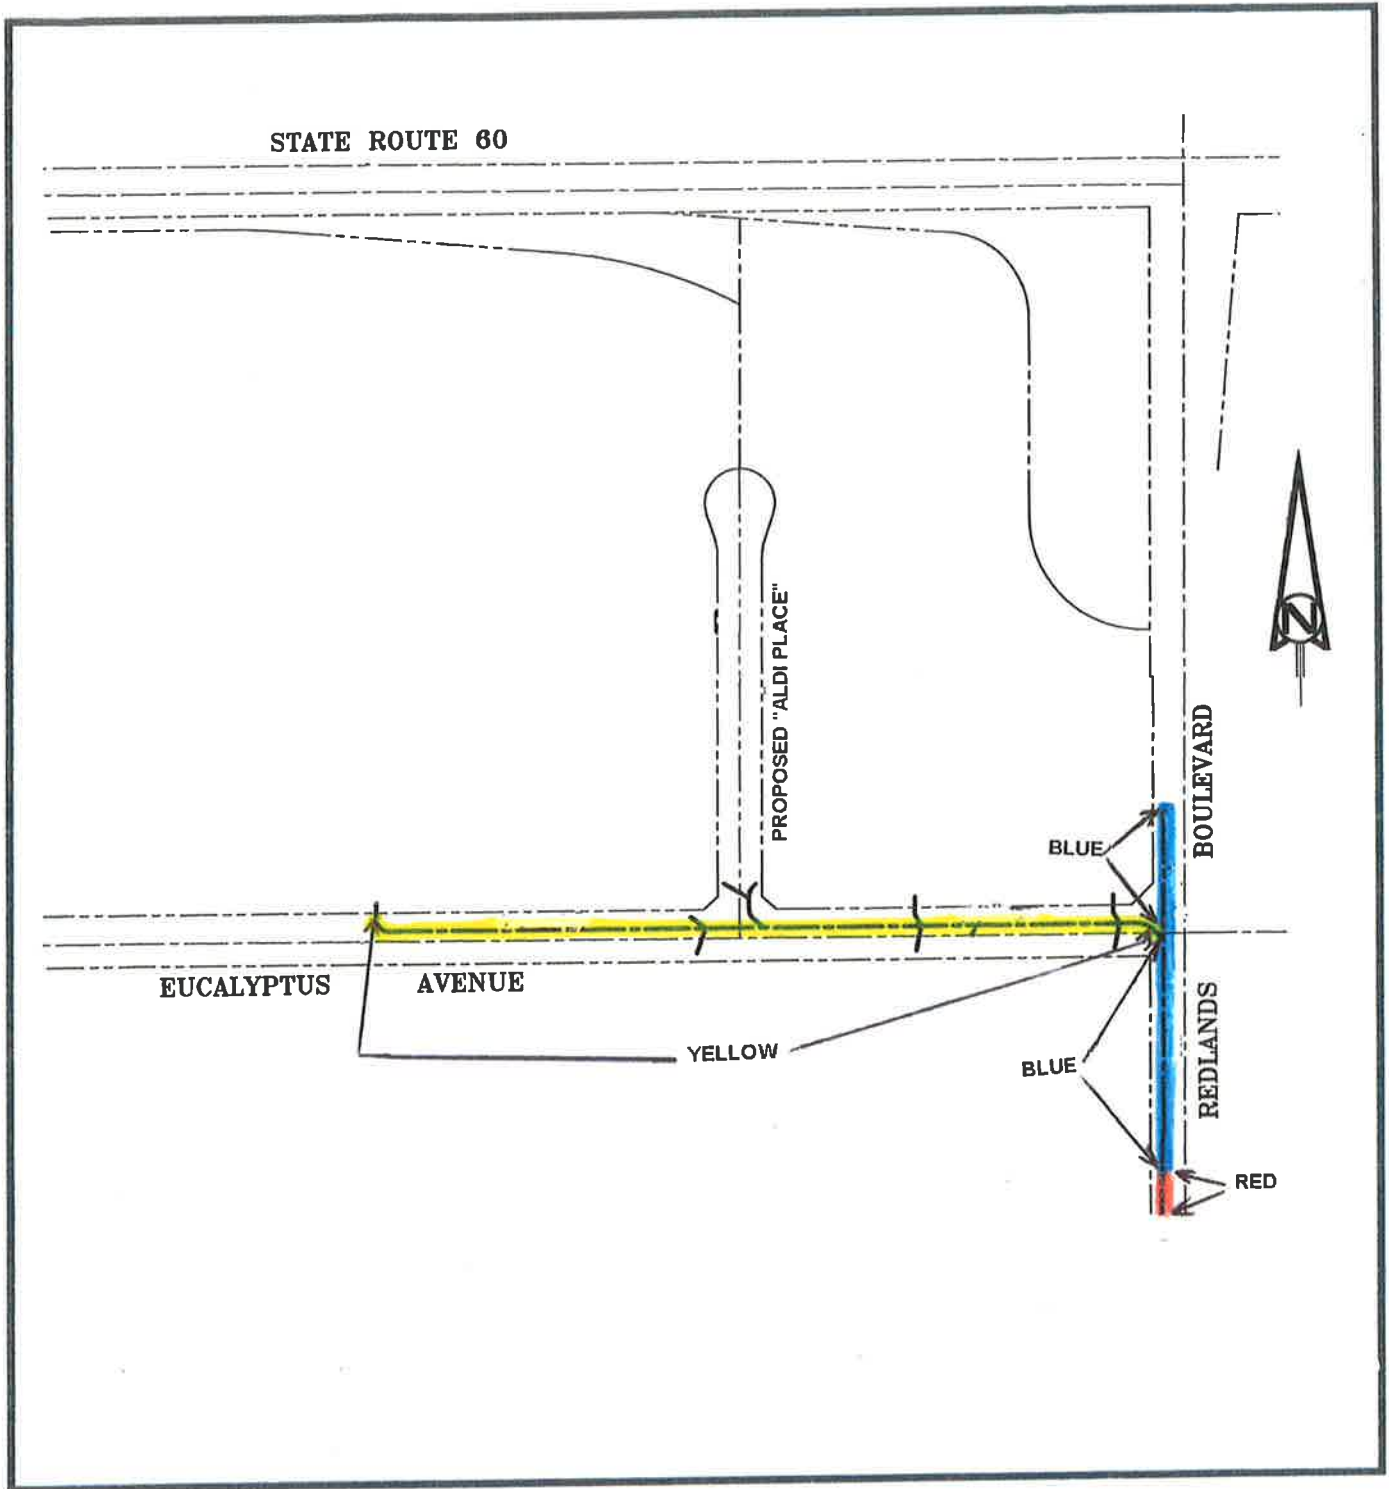 STATE ROUTE 60
N
PROPOSED "ALDI PLACE"
BOULEVARD
BLUE
EUCALYPTUS AVENUE
REDLANDS
YELLOW
BLUE
RED